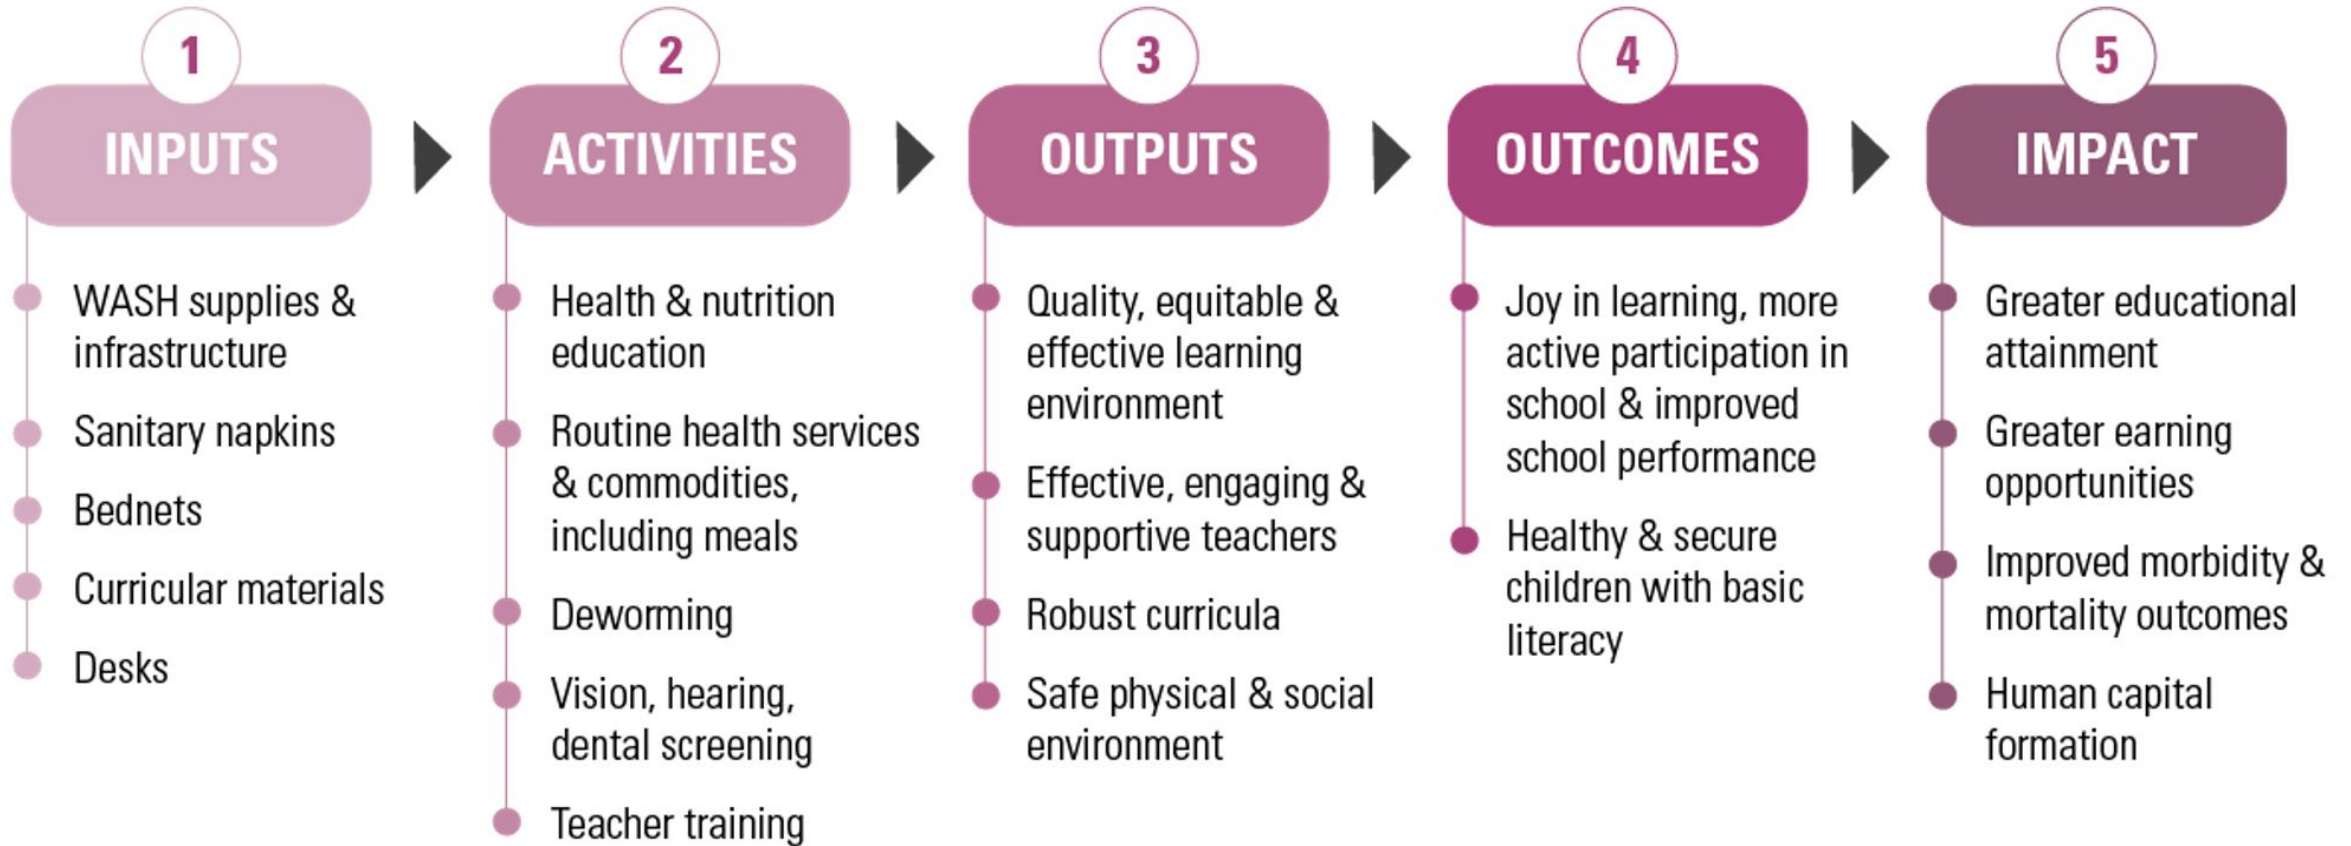 1
INPUTS
WASH supplies &
infrastructure
Sanitary napkins
Bednets
Curricular materials
Desks
2
ACTIVITIES
Health & nutrition
education
Routine health services
& commodities,
including meals
Deworming
Vision, hearing,
dental screening
Teacher training
3
OUTPUTS
Quality, equitable &
effective learning
environment
Effective, engaging &
supportive teachers
Robust curricula
Safe physical & social
environment
4
OUTCOMES
Joy in learning, more
active participation in
school & improved
school performance
Healthy & secure
children with basic
literacy
5
IMPACT
Greater educational
attainment
Greater earning
opportunities
Improved morbidity &
mortality outcomes
Human capital
formation